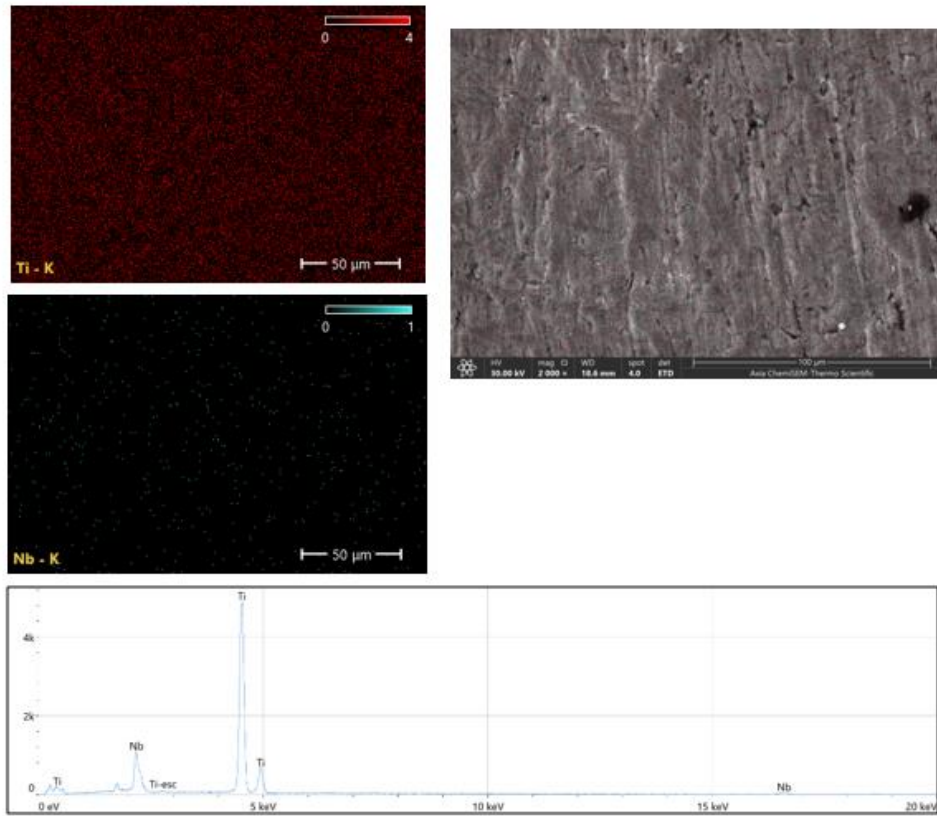 0 4
Ti - K
50 µm
0 1
Nb - K
50 µm
HV mag WD spot det
30.00 kV 2 000 × 18.6 mm 4.0 ETD
100 µm
Axia ChemiSEM-Thermo Scientific
4k
2k
0
Ti
Nb
Ti-esc
Ti
Ti
Nb
0 eV 5 keV 10 keV 15 keV 20 keV